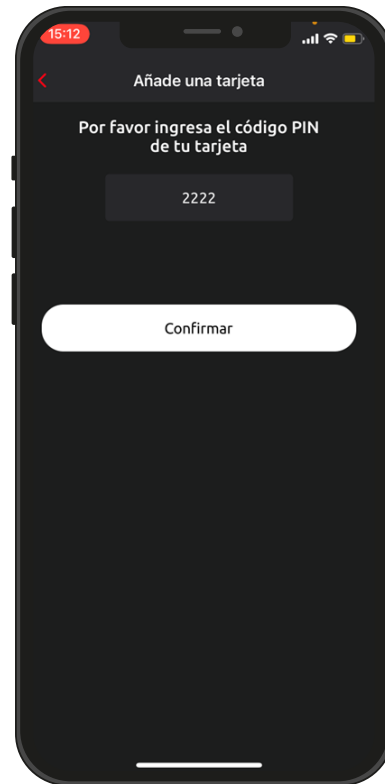 15:12
Añade una tarjeta
Por favor ingresa el código PIN
de tu tarjeta
2222
Confirmar